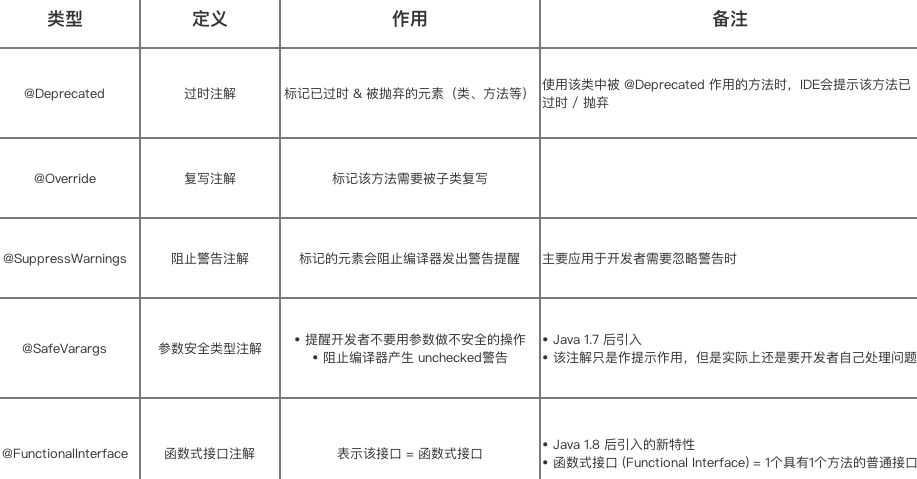 类型 定义 作用 备注
@Deprecated 过时注解 标记已过时 & 被抛弃的元素（类、方法等） 使用该类中被 @Deprecated 作用的方法时，IDE会提示该方法已
过时 / 抛弃
@Override 复写注解 标记该方法需要被子类复写
@SuppressWarnings 阻止警告注解 标记的元素会阻止编译器发出警告提醒 主要应用于开发者需要忽略警告时
@SafeVarargs 参数安全类型注解
• 提醒开发者不要用参数做不安全的操作
• 阻止编译器产生 unchecked警告
• Java 1.7 后引入
• 该注解只是作提示作用，但是实际上还是要开发者自己处理问题
@FunctionalInterface 函数式接口注解 表示该接口 = 函数式接口
• Java 1.8 后引入的新特性
• 函数式接口 (Functional Interface) = 1个具有1个方法的普通接口